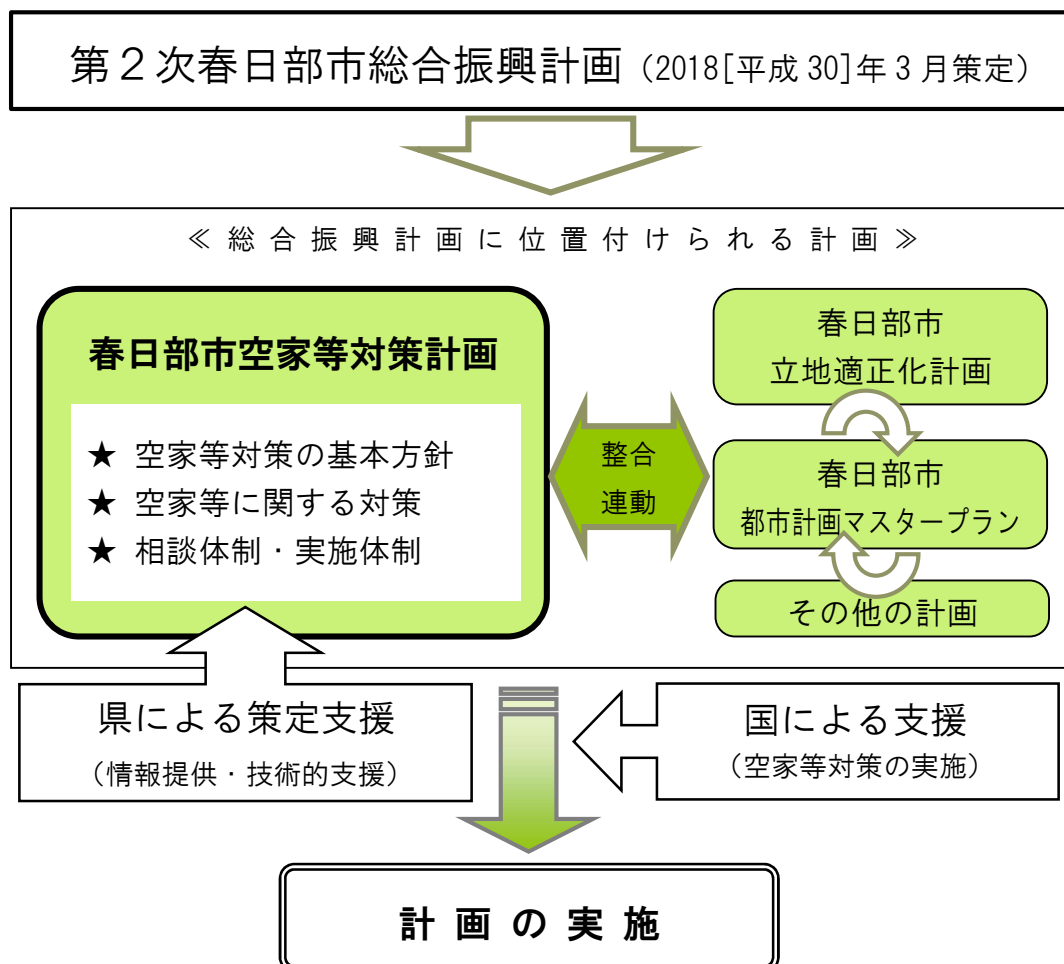 第２次春日部市総合振興計画（2018[平成 30]年 3 月策定）
≪総合振興計画に位置付けられる計画≫
春日部市空家等対策計画
★ 空家等対策の基本方針
★ 空家等に関する対策
★ 相談体制・実施体制
整合
連動
春日部市
立地適正化計画
春日部市
都市計画マスタープラン
その他の計画
県による策定支援
（情報提供・技術的支援）
国による支援
（空家等対策の実施）
計画の実施